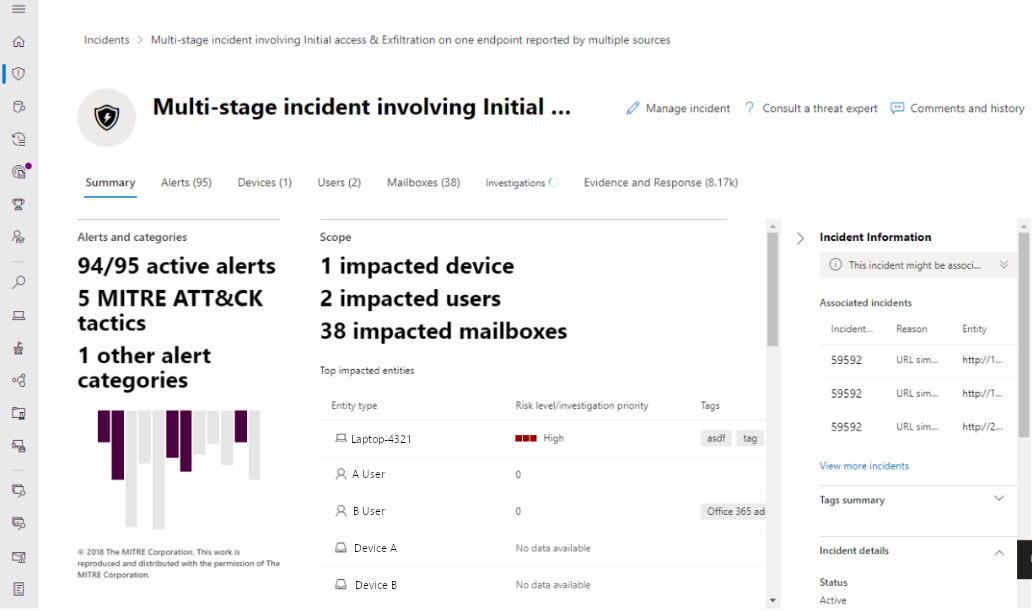 Incidents > Multi-stage incident involving Initial access & Exfiltration on one endpoint reported by multiple sources
Multi-stage incident involving Initial ...
Manage incident
Consult a threat expert
Comments and history
Summary
Alerts (95)
Devices (1)
Users (2)
Mailboxes (38)
Investigations
Evidence and Response (8.17k)
Alerts and categories
94/95 active alerts
5 MITRE ATT&CK
tactics
1 other alert
categories
© 2018 The MITRE Corporation. This work is
reproduced and distributed with the permission of The
MITRE Corporation.
Scope
1 impacted device
2 impacted users
38 impacted mailboxes
Top impacted entities
Entity type Risk level/investigation priority Tags
Laptop-4321 High asdf tag
A User 0
B User 0 Office 365 ad
Device A No data available
Device B No data available
Incident Information
This incident might be associ...
Associated incidents
Incident... Reason Entity
59592 URL sim... http://1...
59592 URL sim... http://1...
59592 URL sim... http://2...
View more incidents
Tags summary
Incident details
Status
Active